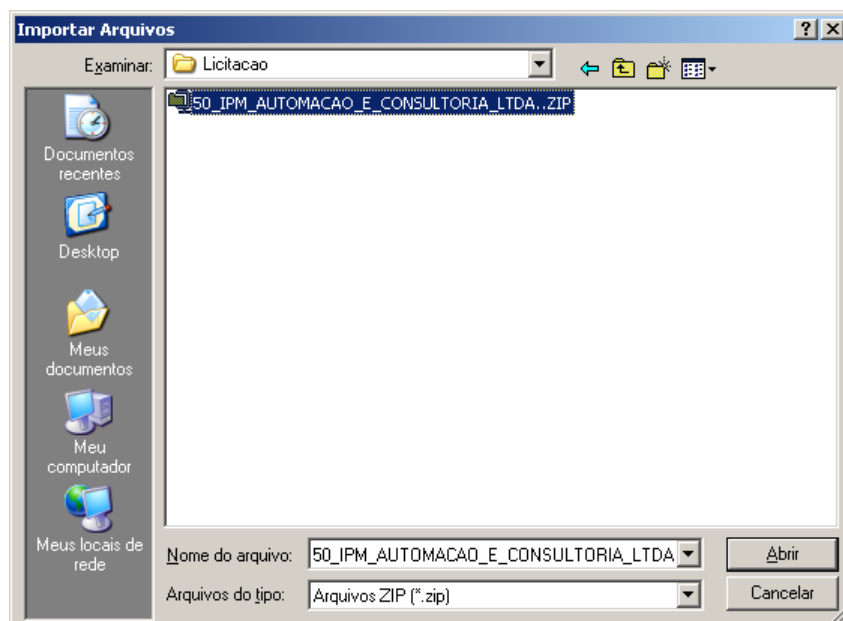 Importar Arquivos
Examinar: Licitacao
50_IPM_AUTOMACAO_E_CONSULTORIA_LTDA..ZIP
Documentos
recentes
Desktop
Meus
documentos
Meu
computador
Meus locais de
rede
Nome do arquivo: 50_IPM_AUTOMACAO_E_CONSULTORIA_LTDA Abrir
Arquivos do tipo: Arquivos ZIP (*.zip) Cancelar